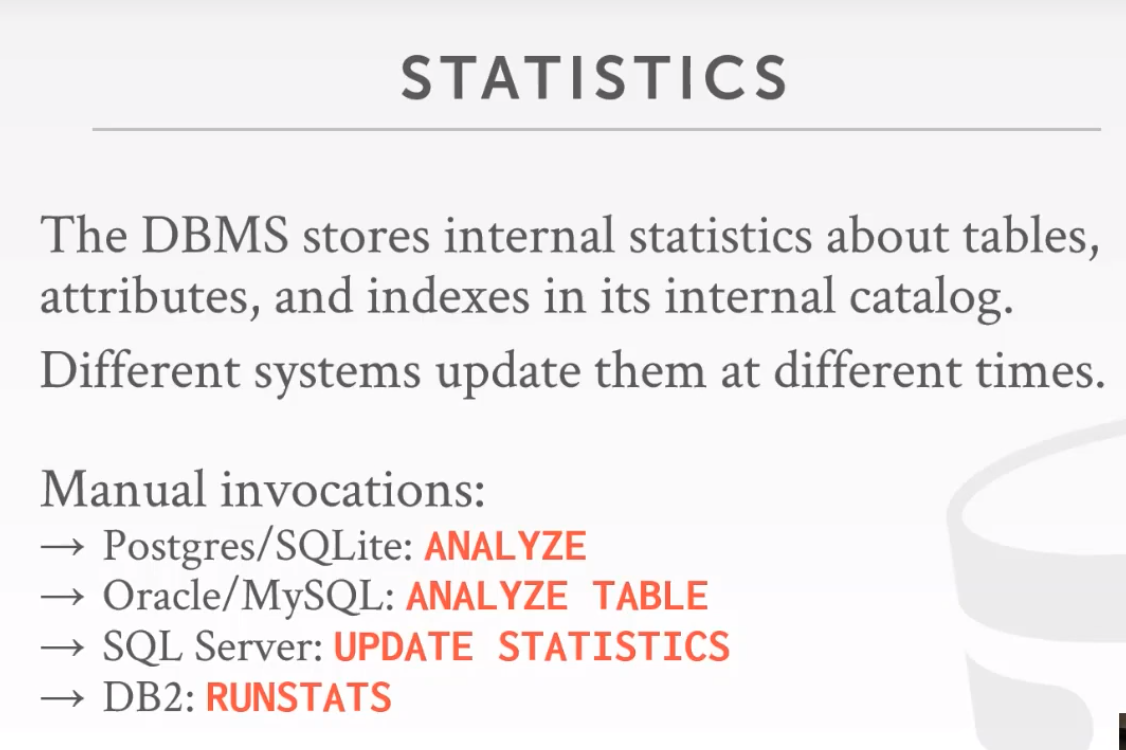 STATISTICS
The DBMS stores internal statistics about tables,
attributes, and indexes in its internal catalog.
Different systems update them at different times.
Manual invocations:
→ Postgres/SQLite: ANALYZE
→ Oracle/MySQL: ANALYZE TABLE
→ SQL Server: UPDATE STATISTICS
→ DB2: RUNSTATS